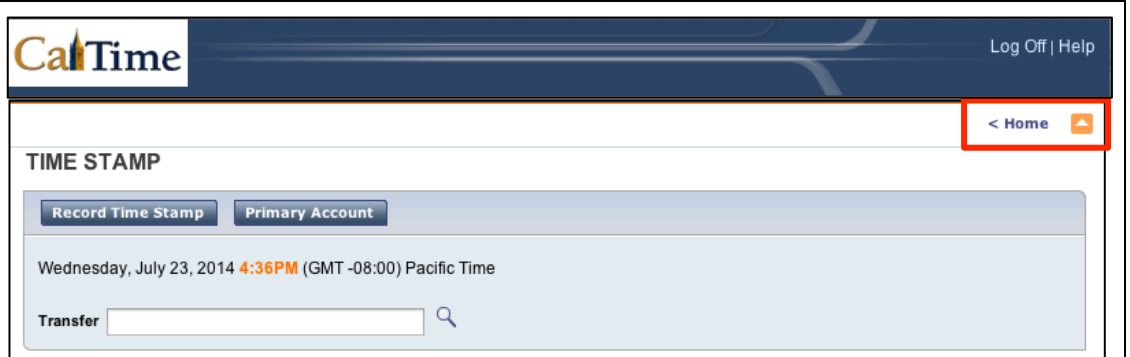 CalTime
Log Off | Help
< Home
TIME STAMP
Record Time Stamp Primary Account
Wednesday, July 23, 2014 4:36PM (GMT -08:00) Pacific Time
Transfer